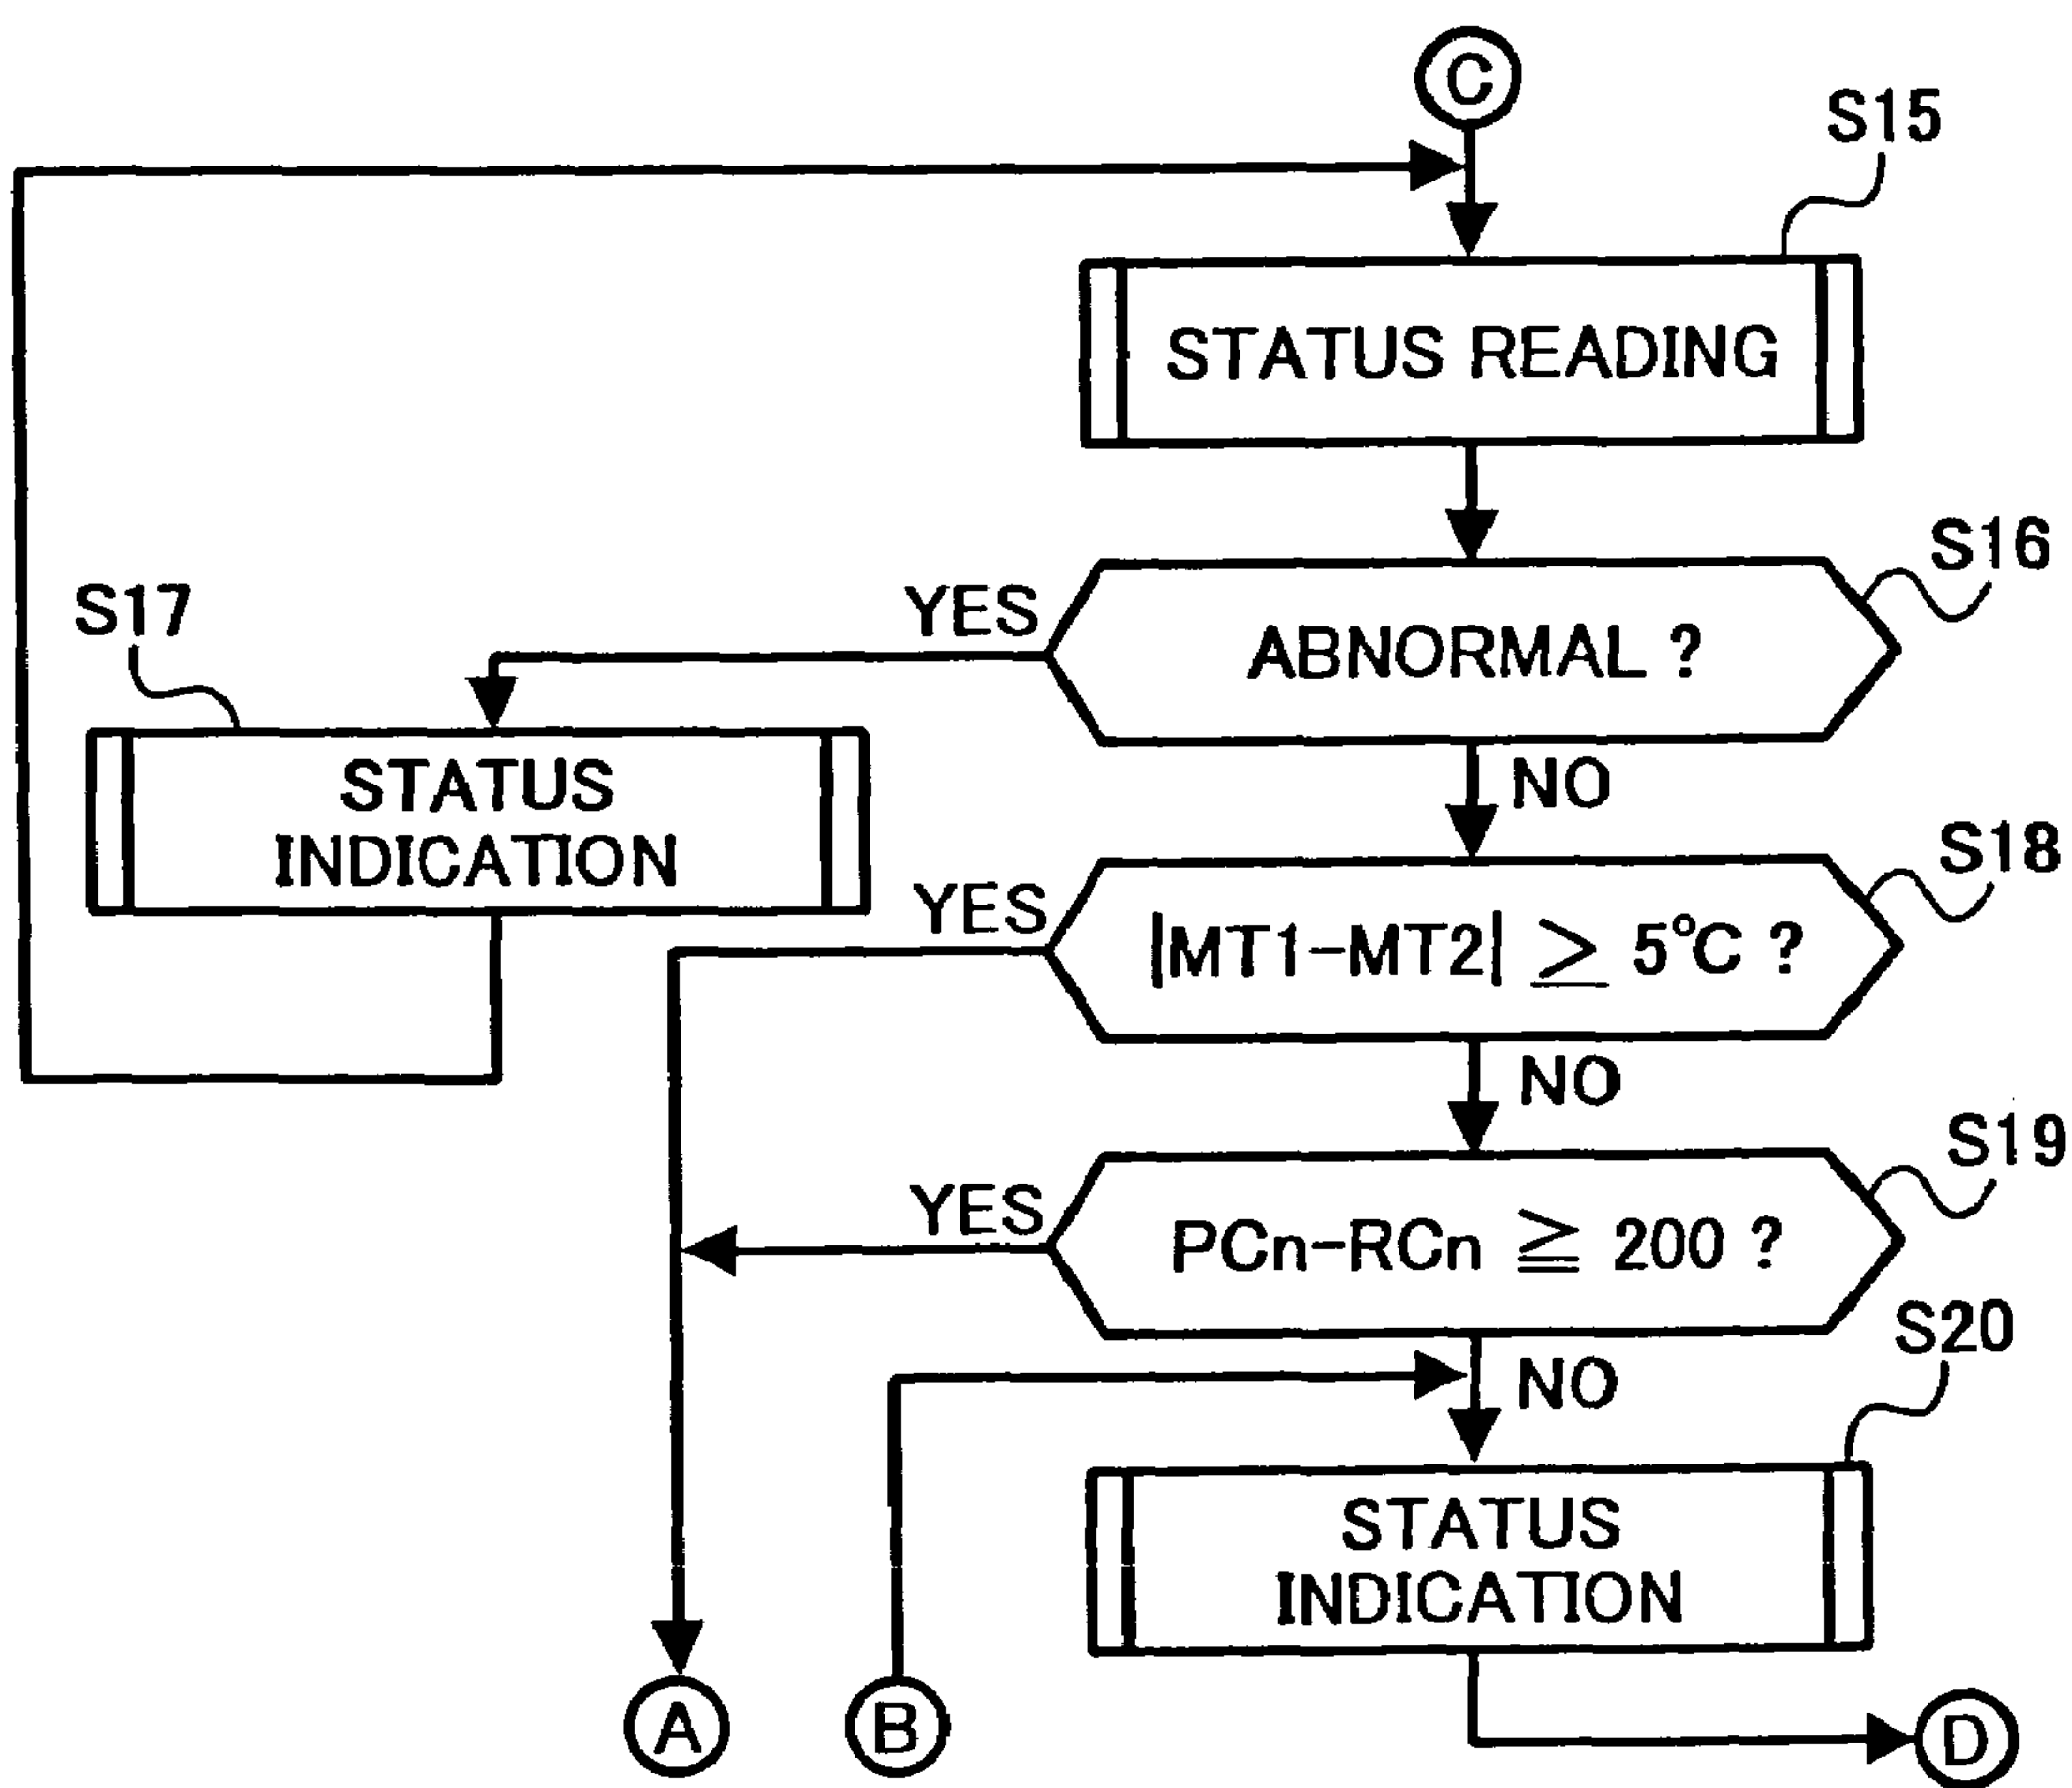 C
S15
STATUS READING
S16
YES
ABNORMAL ?
S17
NO
STATUS
INDICATION
S18
YES
|MT1-MT2| ≥ 5°C ?
NO
S19
YES
PCn-RCn ≧ 200 ?
S20
NO
STATUS
INDICATION
A
B
D